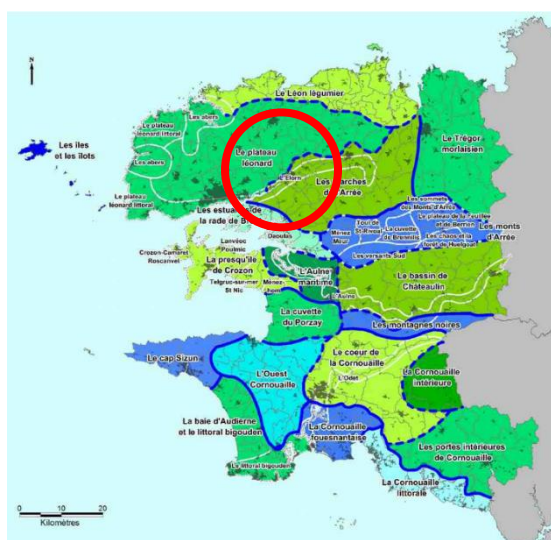 N
Le Léon légumier
Les abers
Le plateau
léonard littoral
Le plateau
léonard
Le Trégor
morlaisien
Les îles
et les îlots
Les abers
L'Elorn
Les marches
d'Arrée
Le plateau
léonard littoral
Les estuaires de
la rade de
Les sommets
des Monts d'Arrée
Le plateau de la Feuillée
et de Berrien
Tour de
St-Rivoal
La cuvette
de Brennilis
Ménez
Meur
Les chaos et la
forêt de Huelgoat
Les monts
d'Arrée
Les versants Sud
Daoulas
Lanvéoc
Poulmic
Crozon-Camaret
Roscanvel
La presqu'île
de Crozon
Telgruc-sur-mer
St Nic
Ménez-
hom
L'Aulne
maritime
L'Aulne
Le bassin de
Châteaulin
La cuvette
du Porzay
Les montagnes noires
Le cap Sizun
L'Ouest
Cornouaille
Le coeur de
la Cornouaille
L'Odet
La Cornouaille
intérieure
La baie d'Audierne
et le littoral bigouden
La Cornouaille
fouesnantaise
Les portes intérieures
de Cornouaille
Le littoral bigouden
La Cornouaille
littorale
0 10 20
Kilomètres